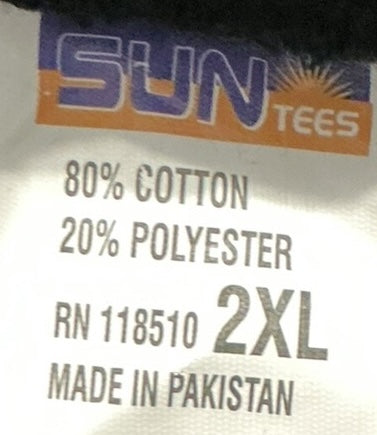 SUN TEES
80% COTTON
20% POLYESTER
RN 118510 2XL
MADE IN PAKISTAN